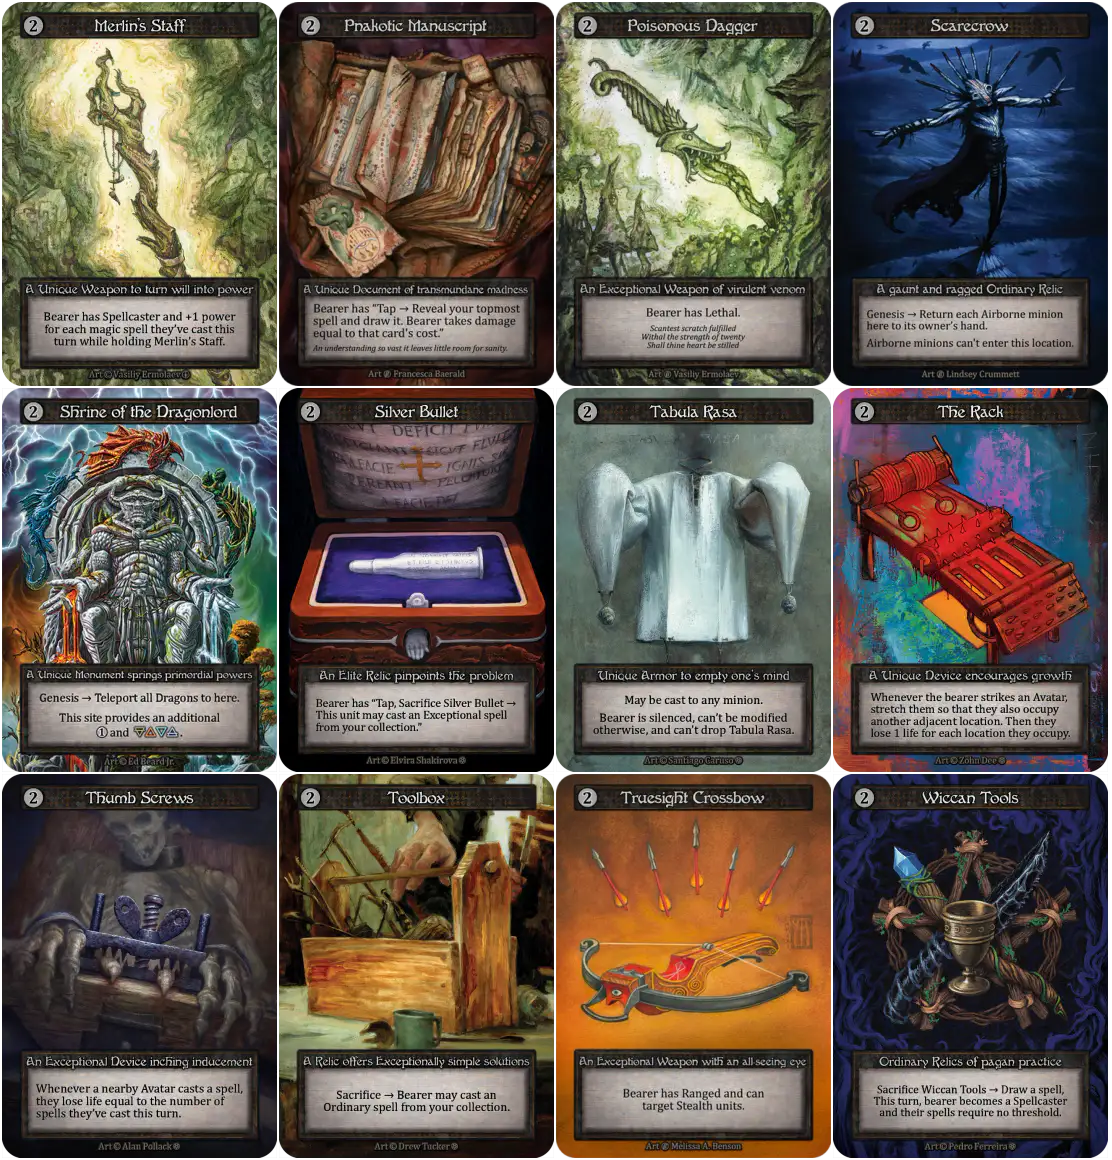 2 Merlin's Staff
A Unique Weapon to turn will into power
Bearer has Spellcaster and +1 power
for each magic spell they've cast this
turn while holding Merlin's Staff.
Art © Vasiliy Ermolaev
2 Pnakotic Manuscript
A Unique Document of transmundane madness
Bearer has "Tap → Reveal your topmost
spell and draw it. Bearer takes damage
equal to that card's cost."
An understanding so vast it leaves little room for sanity.
Art Francesca Baerald
2 Poisonous Dagger
An Exceptional Weapon of virulent venom
Bearer has Lethal.
Scantest scratch fulfilled
Withal the strength of twenty
Shall thine heart be stilled
Art Vasiliy Ermolaev
2 Scarecrow
A gaunt and ragged Ordinary Relic
Genesis → Return each Airborne minion
here to its owner's hand.
Airborne minions can't enter this location.
Art Lindsey Crummett
2 Shrine of the Dragonlord
A Unique Monument springs primordial powers
Genesis → Teleport all Dragons to here.
This site provides an additional
① and 🜃🜂🜄🜁.
Art © Ed Beard Jr.
2 Silver Bullet
DEFICIT
SICUT
FACIE IGNIS
A FACIE DEI
An Elite Relic pinpoints the problem
Bearer has "Tap, Sacrifice Silver Bullet →
This unit may cast an Exceptional spell
from your collection."
Art © Elvira Shakirova
2 Tabula Rasa
Unique Armor to empty one's mind
May be cast to any minion.
Bearer is silenced, can't be modified
otherwise, and can't drop Tabula Rasa.
Art © Santiago Caruso
2 The Rack
A Unique Device encourages growth
Whenever the bearer strikes an Avatar,
stretch them so that they also occupy
another adjacent location. Then they
lose 1 life for each location they occupy.
Art © Zohn Dee
2 Thumb Screws
An Exceptional Device inching inducement
Whenever a nearby Avatar casts a spell,
they lose life equal to the number of
spells they've cast this turn.
Art © Alan Pollack
2 Toolbox
A Relic offers Exceptionally simple solutions
Sacrifice → Bearer may cast an
Ordinary spell from your collection.
Art © Drew Tucker
2 Truesight Crossbow
An Exceptional Weapon with an all-seeing eye
Bearer has Ranged and can
target Stealth units.
Art Melissa A. Benson
2 Wiccan Tools
Ordinary Relics of pagan practice
Sacrifice Wiccan Tools → Draw a spell,
This turn, bearer becomes a Spellcaster
and their spells require no threshold.
Art © Pedro Ferreira